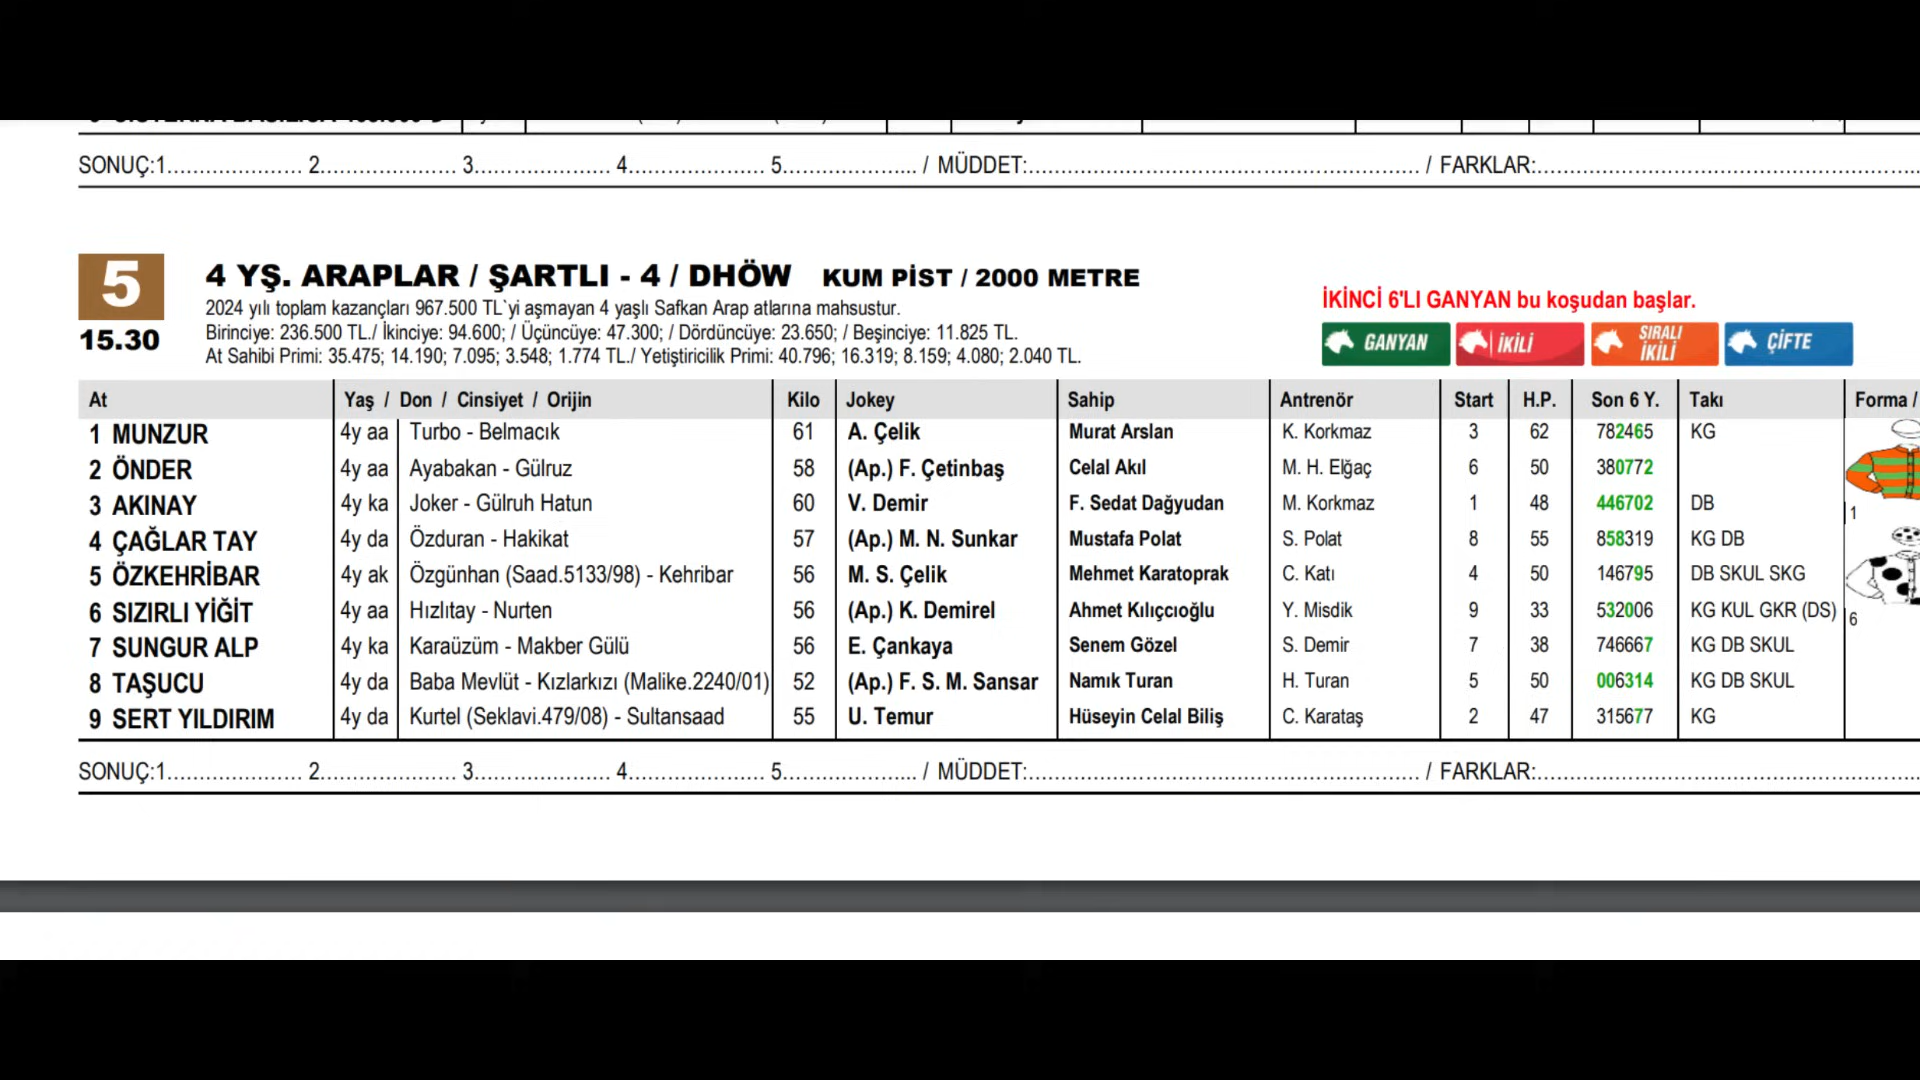 SONUÇ:1..................... 2..................... 3..................... 4..................... 5..................... / MÜDDET:............................................................. / FARKLAR:............................................................
5
15.30
4 YŞ. ARAPLAR / ŞARTLI - 4 / DHÖW KUM PİST / 2000 METRE
2024 yılı toplam kazançları 967.500 TL`yi aşmayan 4 yaşlı Safkan Arap atlarına mahsustur.
Birinciye: 236.500 TL./ İkinciye: 94.600; / Üçüncüye: 47.300; / Dördüncüye: 23.650; / Beşinciye: 11.825 TL.
At Sahibi Primi: 35.475; 14.190; 7.095; 3.548; 1.774 TL./ Yetiştiricilik Primi: 40.796; 16.319; 8.159; 4.080; 2.040 TL.
İKİNCİ 6'LI GANYAN bu koşudan başlar.
GANYAN İKİLİ SIRALI İKİLİ ÇİFTE
At Yaş / Don / Cinsiyet / Orijin Kilo Jokey Sahip Antrenör Start H.P. Son 6 Y. Takı Forma /
1 MUNZUR 4y aa Turbo - Belmacık 61 A. Çelik Murat Arslan K. Korkmaz 3 62 782465 KG
2 ÖNDER 4y aa Ayabakan - Gülruz 58 (Ap.) F. Çetinbaş Celal Akıl M. H. Elğaç 6 50 380772
3 AKINAY 4y ka Joker - Gülruh Hatun 60 V. Demir F. Sedat Dağyudan M. Korkmaz 1 48 446702 DB 1
4 ÇAĞLAR TAY 4y da Özduran - Hakikat 57 (Ap.) M. N. Sunkar Mustafa Polat S. Polat 8 55 858319 KG DB
5 ÖZKEHRİBAR 4y ak Özgünhan (Saad.5133/98) - Kehribar 56 M. S. Çelik Mehmet Karatoprak C. Katı 4 50 146795 DB SKUL SKG
6 SIZIRLI YİĞİT 4y aa Hızlıtay - Nurten 56 (Ap.) K. Demirel Ahmet Kılıççıoğlu Y. Misdik 9 33 532006 KG KUL GKR (DS) 6
7 SUNGUR ALP 4y ka Karaüzüm - Makber Gülü 56 E. Çankaya Senem Gözel S. Demir 7 38 746667 KG DB SKUL
8 TAŞUCU 4y da Baba Mevlüt - Kızlarkızı (Malike.2240/01) 52 (Ap.) F. S. M. Sansar Namık Turan H. Turan 5 50 006314 KG DB SKUL
9 SERT YILDIRIM 4y da Kurtel (Seklavi.479/08) - Sultansaad 55 U. Temur Hüseyin Celal Biliş C. Karataş 2 47 315677 KG
SONUÇ:1..................... 2..................... 3..................... 4..................... 5..................... / MÜDDET:............................................................. / FARKLAR:............................................................